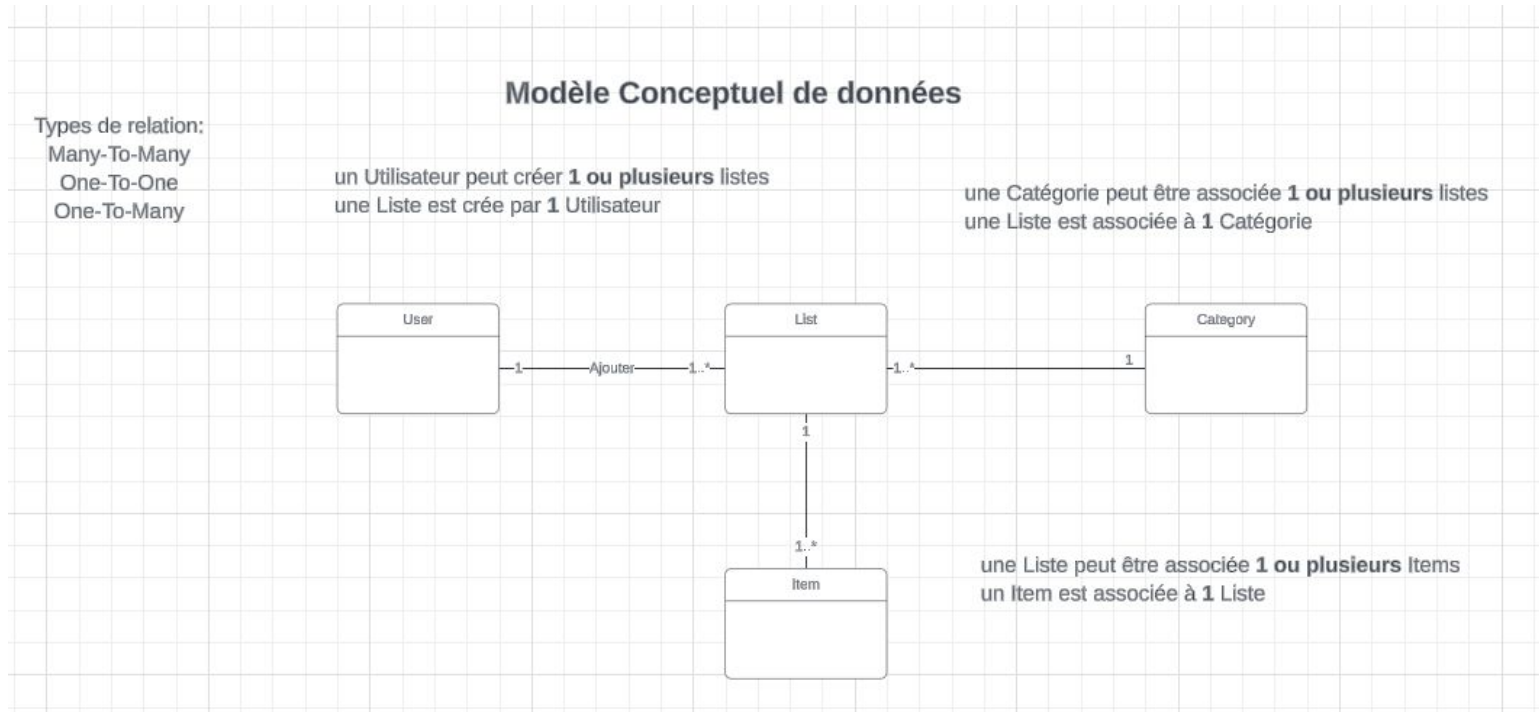 Modèle Conceptuel de données
Types de relation:
Many-To-Many
One-To-One
One-To-Many
un Utilisateur peut créer 1 ou plusieurs listes
une Liste est crée par 1 Utilisateur
une Catégorie peut être associée 1 ou plusieurs listes
une Liste est associée à 1 Catégorie
User
List
Category
1
Ajouter
1..*
1..*
1
1
1..*
Item
une Liste peut être associée 1 ou plusieurs Items
un Item est associée à 1 Liste